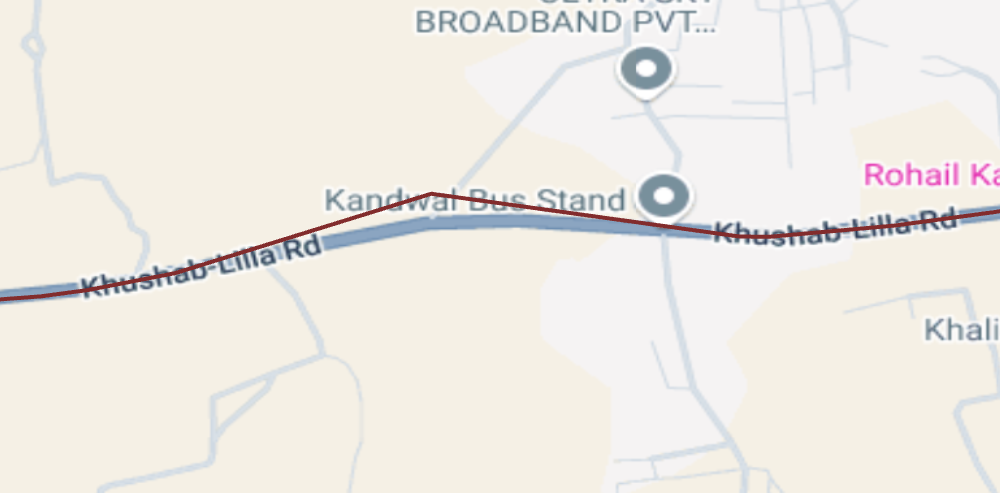 BROADBAND PVT...
Rohail Ka
Kandwal Bus Stand
Khushab-Lilla Rd
Khushab-Lilla Rd
Khali